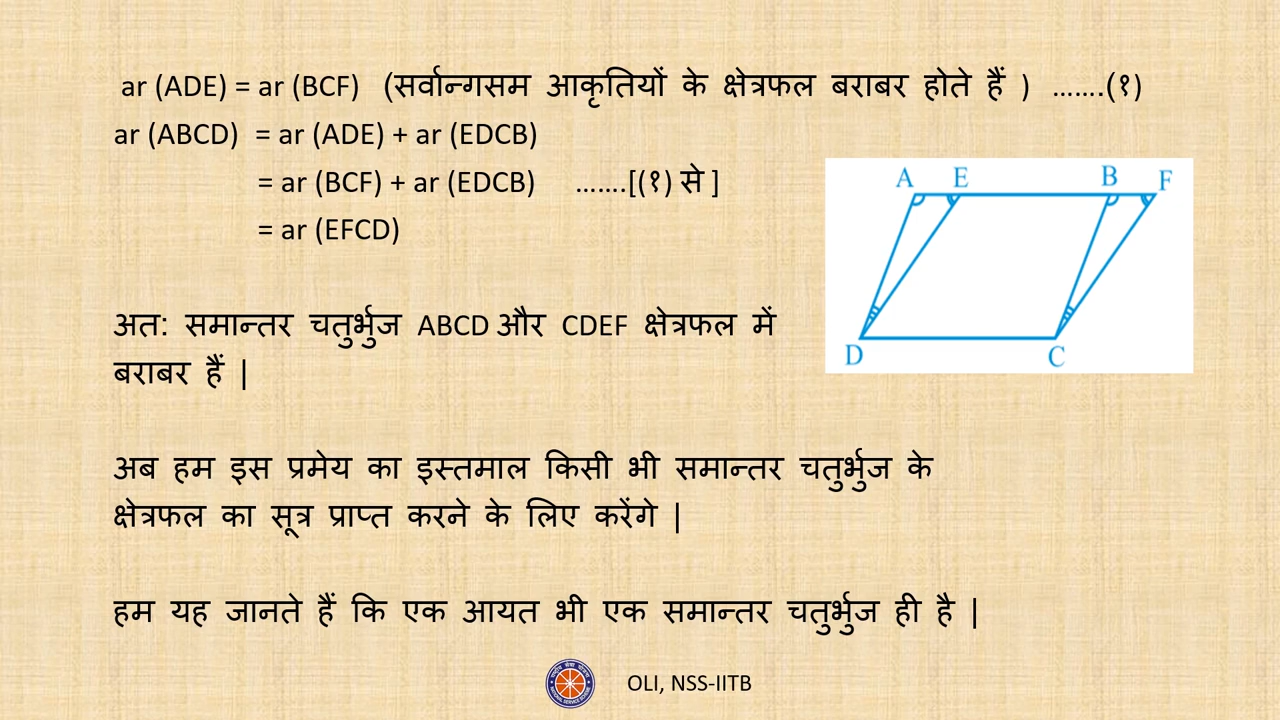 ar (ADE) = ar (BCF) (सर्वान्गसम आकृतियों के क्षेत्रफल बराबर होते हैं ) …….(१)
ar (ABCD) = ar (ADE) + ar (EDCB)
= ar (BCF) + ar (EDCB) …….[(१) से ]
= ar (EFCD)
A E B F
D C
अत: समान्तर चतुर्भुज ABCD और CDEF क्षेत्रफल में
बराबर हैं |
अब हम इस प्रमेय का इस्तमाल किसी भी समान्तर चतुर्भुज के
क्षेत्रफल का सूत्र प्राप्त करने के लिए करेंगे |
हम यह जानते हैं कि एक आयत भी एक समान्तर चतुर्भुज ही है |
OLI, NSS-IITB